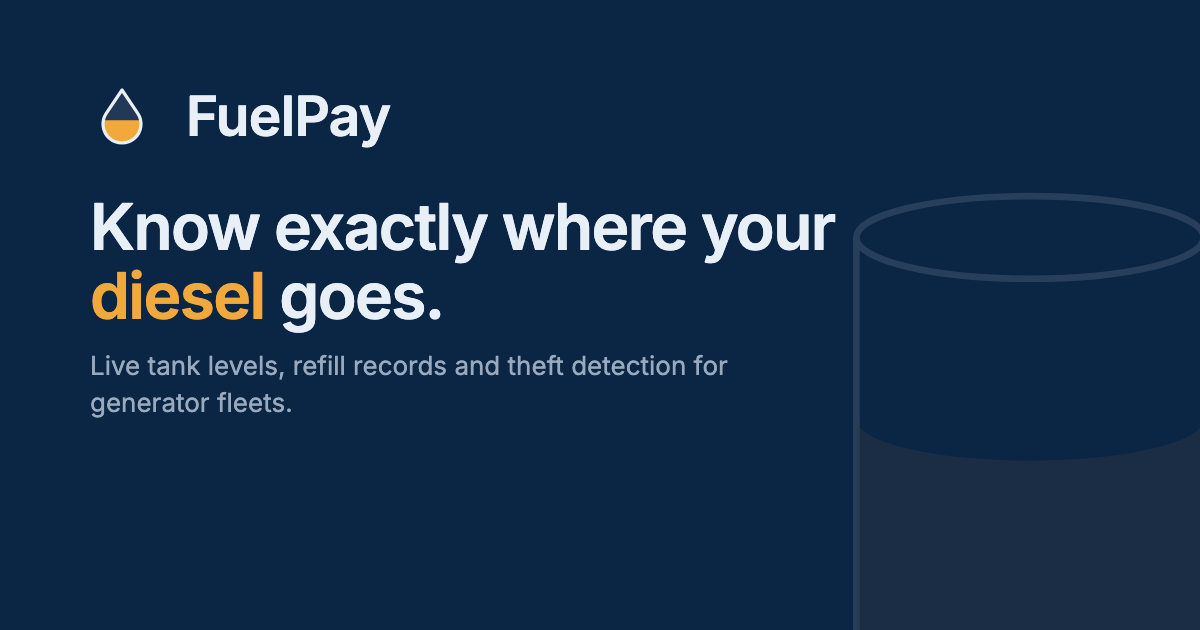 FuelPay
Know exactly where your
diesel goes.
Live tank levels, refill records and theft detection for
generator fleets.